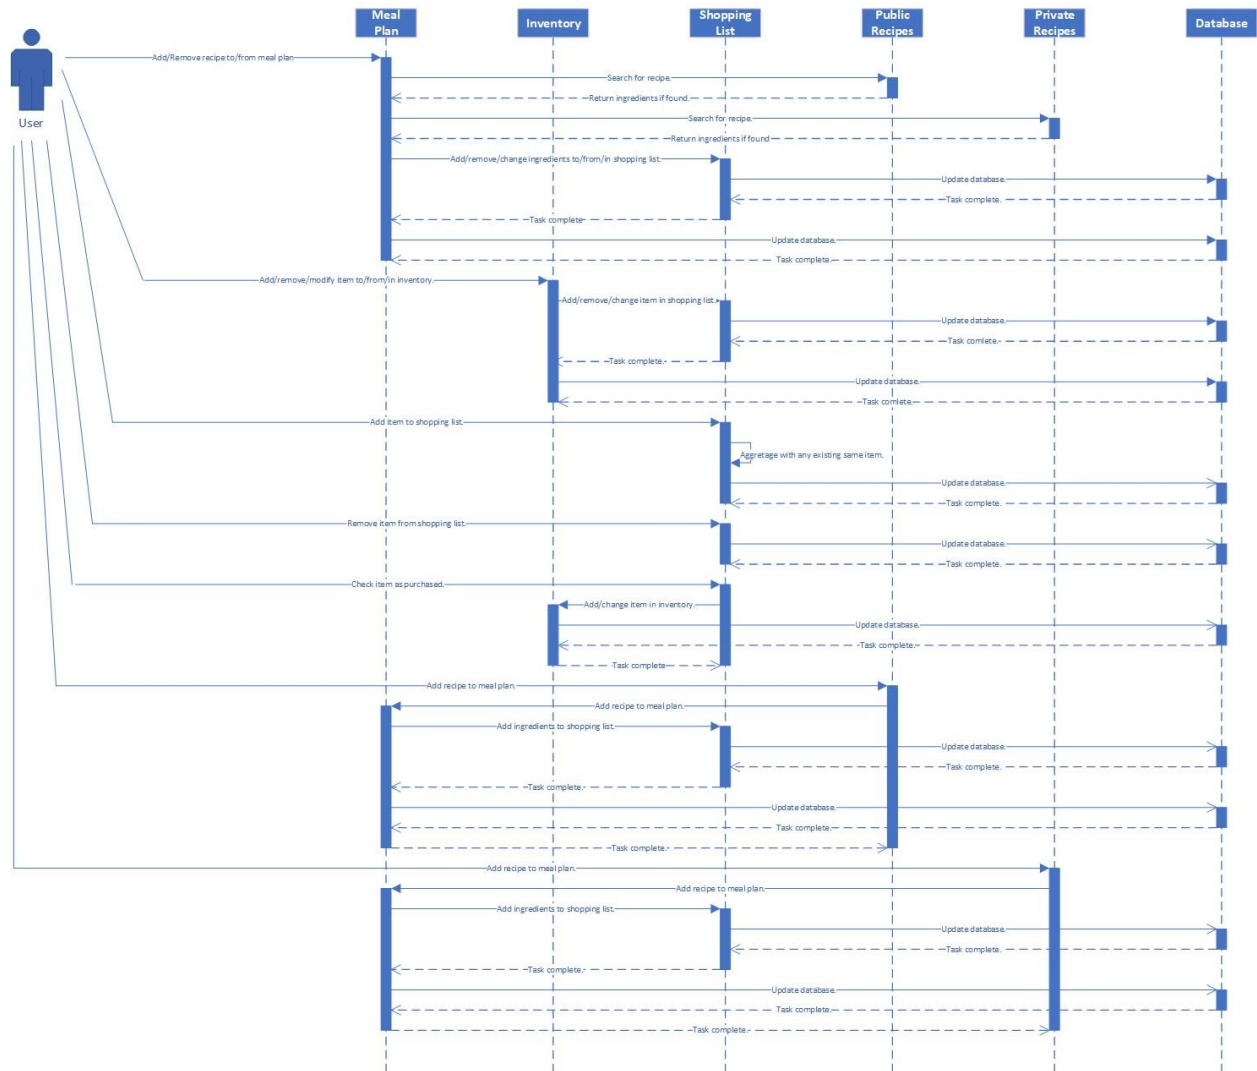 Meal
Plan
Inventory
Shopping
List
Public
Recipes
Private
Recipes
Database
User
Add/Remove recipe to/from meal plan
Search for recipe.
Return ingredients if found.
Search for recipe.
Return ingredients if found
Add/remove/change ingredients to/from/in shopping list.
Update database.
Task complete.
Task complete
Update database.
Task complete.
Add/remove/modify item to/from/in inventory.
Add/remove/change item in shopping list.
Update database.
Task comlete.
Task complete.
Update database.
Task comlete.
Add item to shopping list.
Aggretage with any existing same item.
Update database.
Task complete.
Remove item from shopping list.
Update database.
Task complete.
Check item as purchased.
Add/change item in inventory.
Update database.
Task complete.
Task complete
Add recipe to meal plan.
Add recipe to meal plan.
Add ingredients to shopping list.
Update database.
Task complete.
Task complete.
Update database.
Task complete.
Task complete.
Add recipe to meal plan.
Add recipe to meal plan.
Add ingredients to shopping list.
Update database.
Task complete.
Task complete.
Update database.
Task complete.
Task complete.